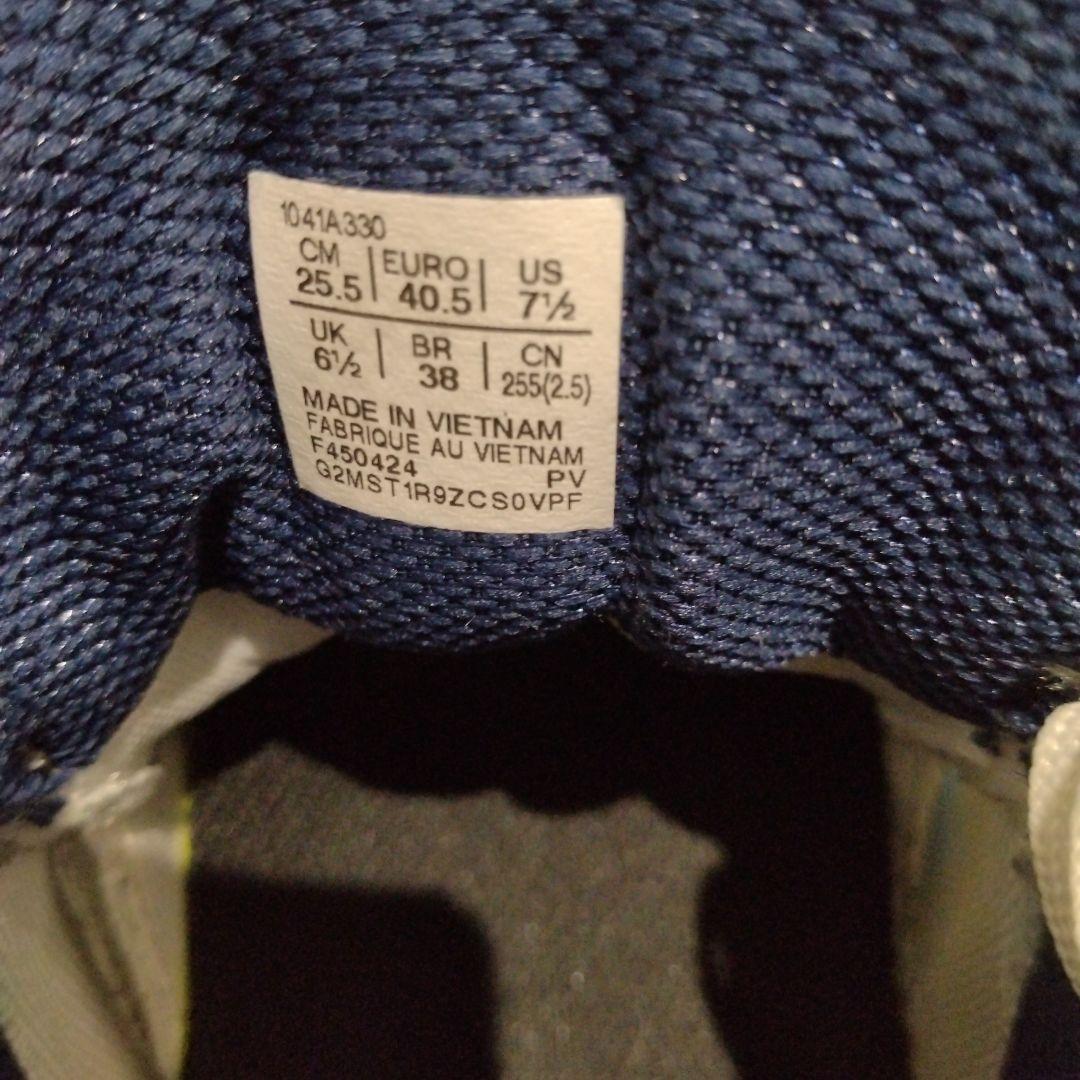 1041A330
CM | EURO | US
25.5 | 40.5 | 7½
UK | BR | CN
6½ | 38 | 255(2.5)
MADE IN VIETNAM
FABRIQUE AU VIETNAM
F450424 PV
G2MST1R9ZCS0VPF